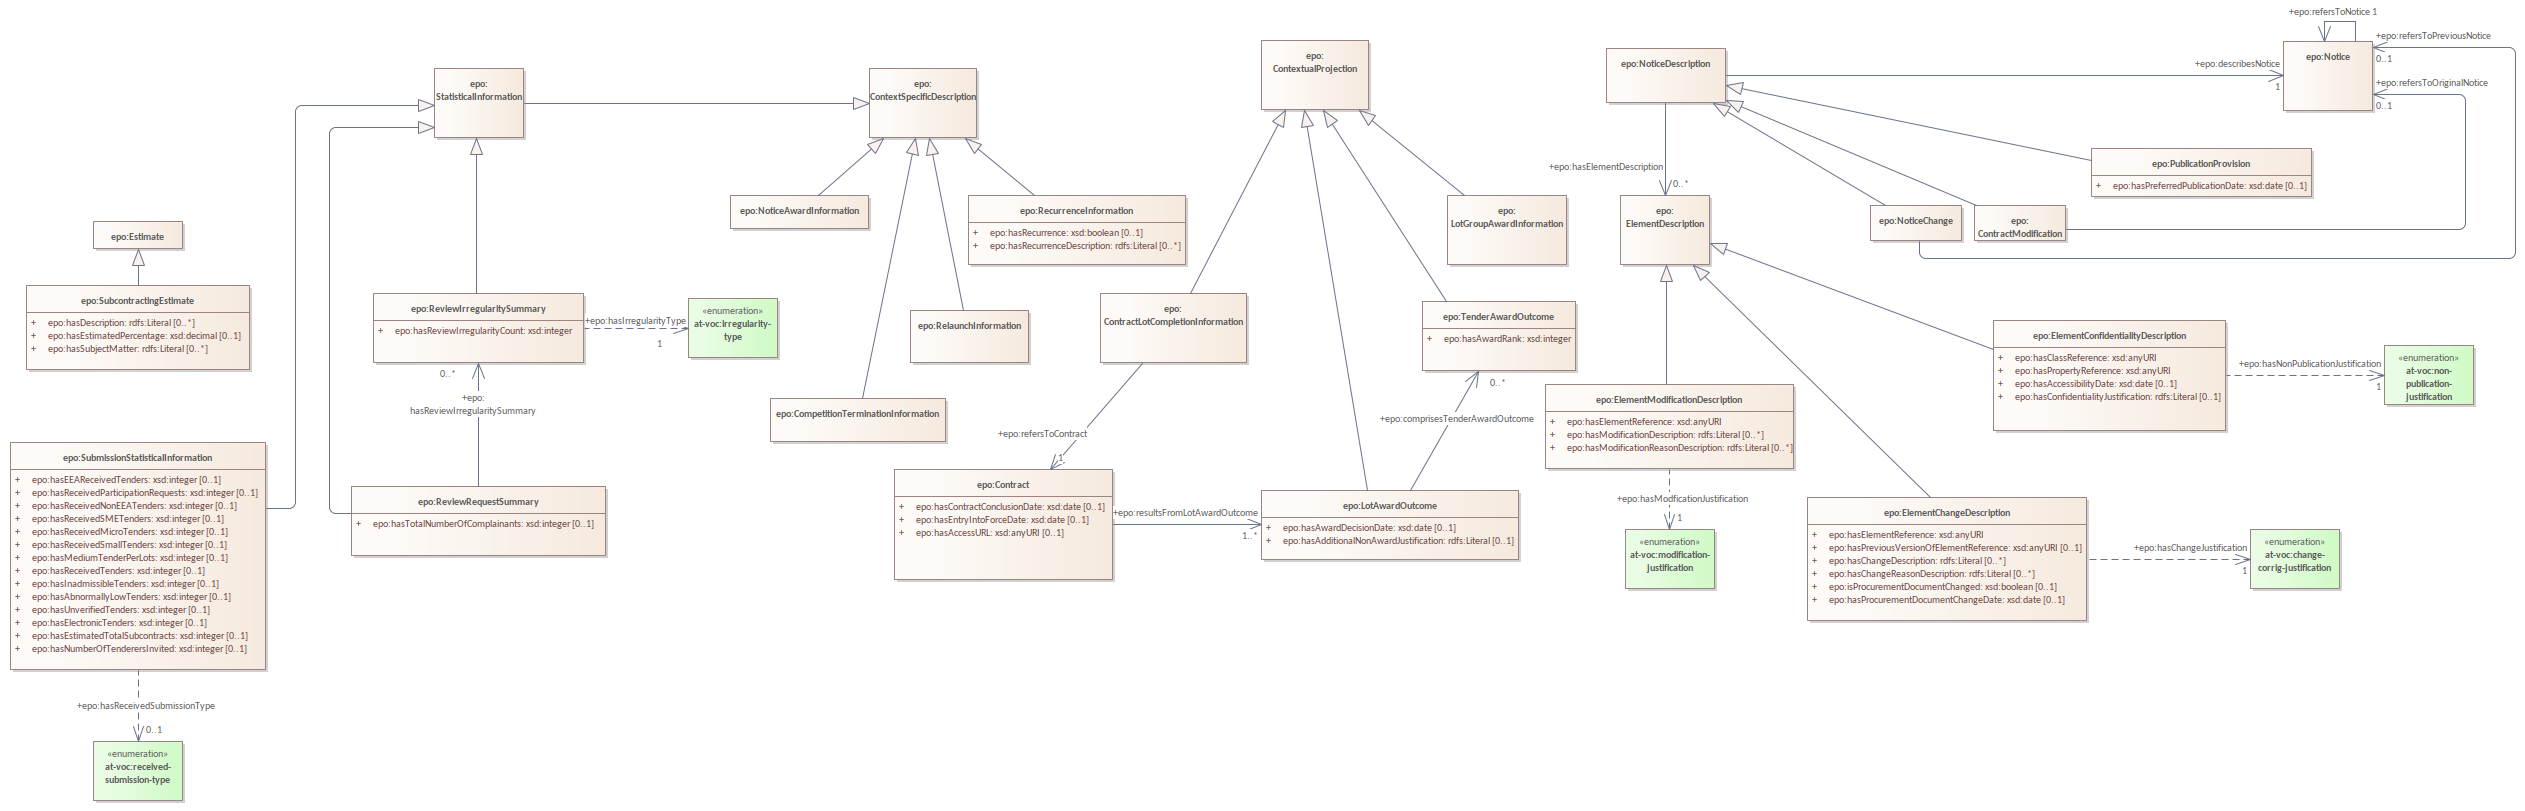 +epo:refersToNotice 1
+epo:refersToPreviousNotice
0..1
epo:Notice
+epo:describesNotice
1
+epo:refersToOriginalNotice
0..1
epo:NoticeDescription
epo:
ContextualProjection
epo:
StatisticalInformation
epo:
ContextSpecificDescription
+epo:hasElementDescription
0..*
epo:PublicationProvision
+ epo:hasPreferredPublicationDate: xsd:date [0..1]
epo:NoticeAwardInformation
epo:RecurrenceInformation
+ epo:hasRecurrence: xsd:boolean [0..1]
+ epo:hasRecurrenceDescription: rdfs:Literal [0..*]
epo:
LotGroupAwardInformation
epo:
ElementDescription
epo:NoticeChange
epo:
ContractModification
epo:Estimate
epo:SubcontractingEstimate
+ epo:hasDescription: rdfs:Literal [0..*]
+ epo:hasEstimatedPercentage: xsd:decimal [0..1]
+ epo:hasSubjectMatter: rdfs:Literal [0..*]
epo:ReviewIrregularitySummary
+ epo:hasReviewIrregularityCount: xsd:integer
+epo:hasIrregularityType
1
«enumeration»
at-voc:irregularity-
type
epo:RelaunchInformation
epo:
ContractLotCompletionInformation
epo:TenderAwardOutcome
+ epo:hasAwardRank: xsd:integer
0..*
epo:ElementConfidentialityDescription
+ epo:hasClassReference: xsd:anyURI
+ epo:hasPropertyReference: xsd:anyURI
+ epo:hasAccessibilityDate: xsd:date [0..1]
+ epo:hasConfidentialityJustification: rdfs:Literal [0..1]
+epo:hasNonPublicationJustification
1
«enumeration»
at-voc:non-
publication-
justification
0..*
+epo:
hasReviewIrregularitySummary
epo:CompetitionTerminationInformation
+epo:refersToContract
1
+epo:comprisesTenderAwardOutcome
epo:ElementModificationDescription
+ epo:hasElementReference: xsd:anyURI
+ epo:hasModificationDescription: rdfs:Literal [0..*]
+ epo:hasModificationReasonDescription: rdfs:Literal [0..*]
epo:SubmissionStatisticalInformation
+ epo:hasEEAReceivedTenders: xsd:integer [0..1]
+ epo:hasReceivedParticipationRequests: xsd:integer [0..1]
+ epo:hasReceivedNonEEATenders: xsd:integer [0..1]
+ epo:hasReceivedSMETenders: xsd:integer [0..1]
+ epo:hasReceivedMicroTenders: xsd:integer [0..1]
+ epo:hasReceivedSmallTenders: xsd:integer [0..1]
+ epo:hasMediumTenderPerLots: xsd:integer [0..1]
+ epo:hasReceivedTenders: xsd:integer [0..1]
+ epo:hasInadmissibleTenders: xsd:integer [0..1]
+ epo:hasAbnormallyLowTenders: xsd:integer [0..1]
+ epo:hasUnverifiedTenders: xsd:integer [0..1]
+ epo:hasElectronicTenders: xsd:integer [0..1]
+ epo:hasEstimatedTotalSubcontracts: xsd:integer [0..1]
+ epo:hasNumberOfTenderersInvited: xsd:integer [0..1]
epo:ReviewRequestSummary
+ epo:hasTotalNumberOfComplainants: xsd:integer [0..1]
epo:Contract
+ epo:hasContractConclusionDate: xsd:date [0..1]
+ epo:hasEntryIntoForceDate: xsd:date [0..1]
+ epo:hasAccessURL: xsd:anyURI [0..1]
+epo:resultsFromLotAwardOutcome
1..*
epo:LotAwardOutcome
+ epo:hasAwardDecisionDate: xsd:date [0..1]
+ epo:hasAdditionalNonAwardJustification: rdfs:Literal [0..1]
+epo:hasModficationJustification
1
«enumeration»
at-voc:modification-
justification
epo:ElementChangeDescription
+ epo:hasElementReference: xsd:anyURI
+ epo:hasPreviousVersionOfElementReference: xsd:anyURI [0..1]
+ epo:hasChangeDescription: rdfs:Literal [0..*]
+ epo:hasChangeReasonDescription: rdfs:Literal [0..*]
+ epo:isProcurementDocumentChanged: xsd:boolean [0..1]
+ epo:hasProcurementDocumentChangeDate: xsd:date [0..1]
+epo:hasChangeJustification
1
«enumeration»
at-voc:change-
corrig-justification
+epo:hasReceivedSubmissionType
0..1
«enumeration»
at-voc:received-
submission-type